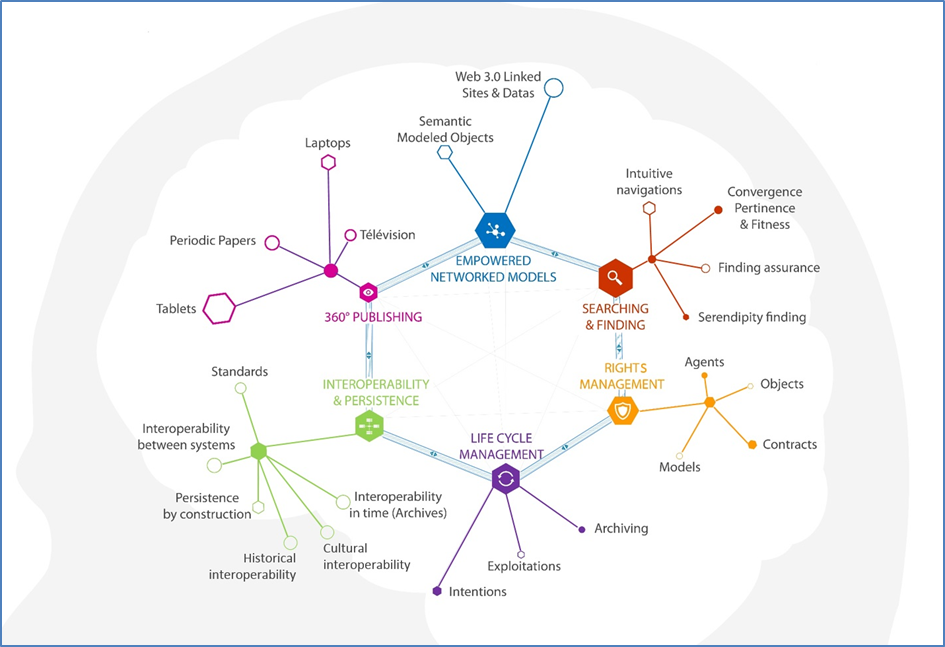 Web 3.0 Linked
Sites & Datas
Semantic
Modeled Objects
Laptops
Periodic Papers
Télévision
Tablets
360° PUBLISHING
EMPOWERED
NETWORKED MODELS
Intuitive
navigations
Convergence
Pertinence
& Fitness
Finding assurance
Serendipity finding
SEARCHING
& FINDING
RIGHTS
MANAGEMENT
Agents
Objects
Contracts
Models
INTEROPERABILITY
& PERSISTENCE
Standards
Interoperability
between systems
Persistence
by construction
Historical
interoperability
Cultural
interoperability
Interoperability
in time (Archives)
LIFE CYCLE
MANAGEMENT
Archiving
Exploitations
Intentions